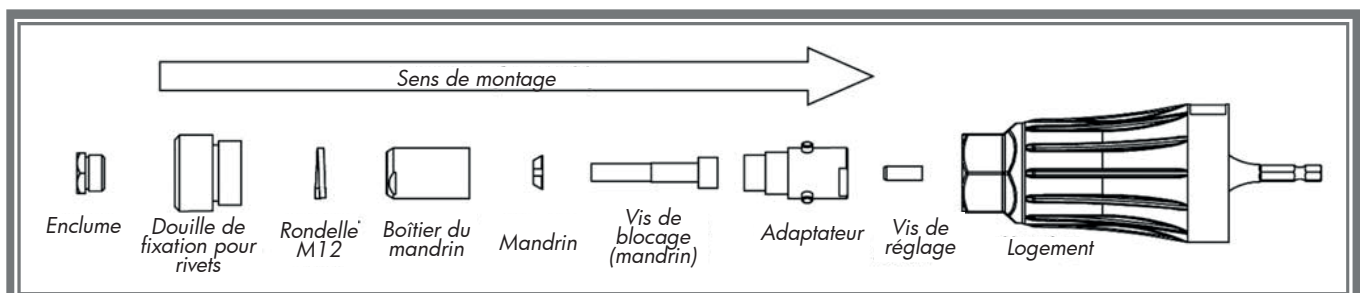 Sens de montage
Enclume
Douille de
fixation pour
rivets
Rondelle
M12
Boîtier du
mandrin
Mandrin
Vis de
blocage
(mandrin)
Adaptateur
Vis de
réglage
Logement